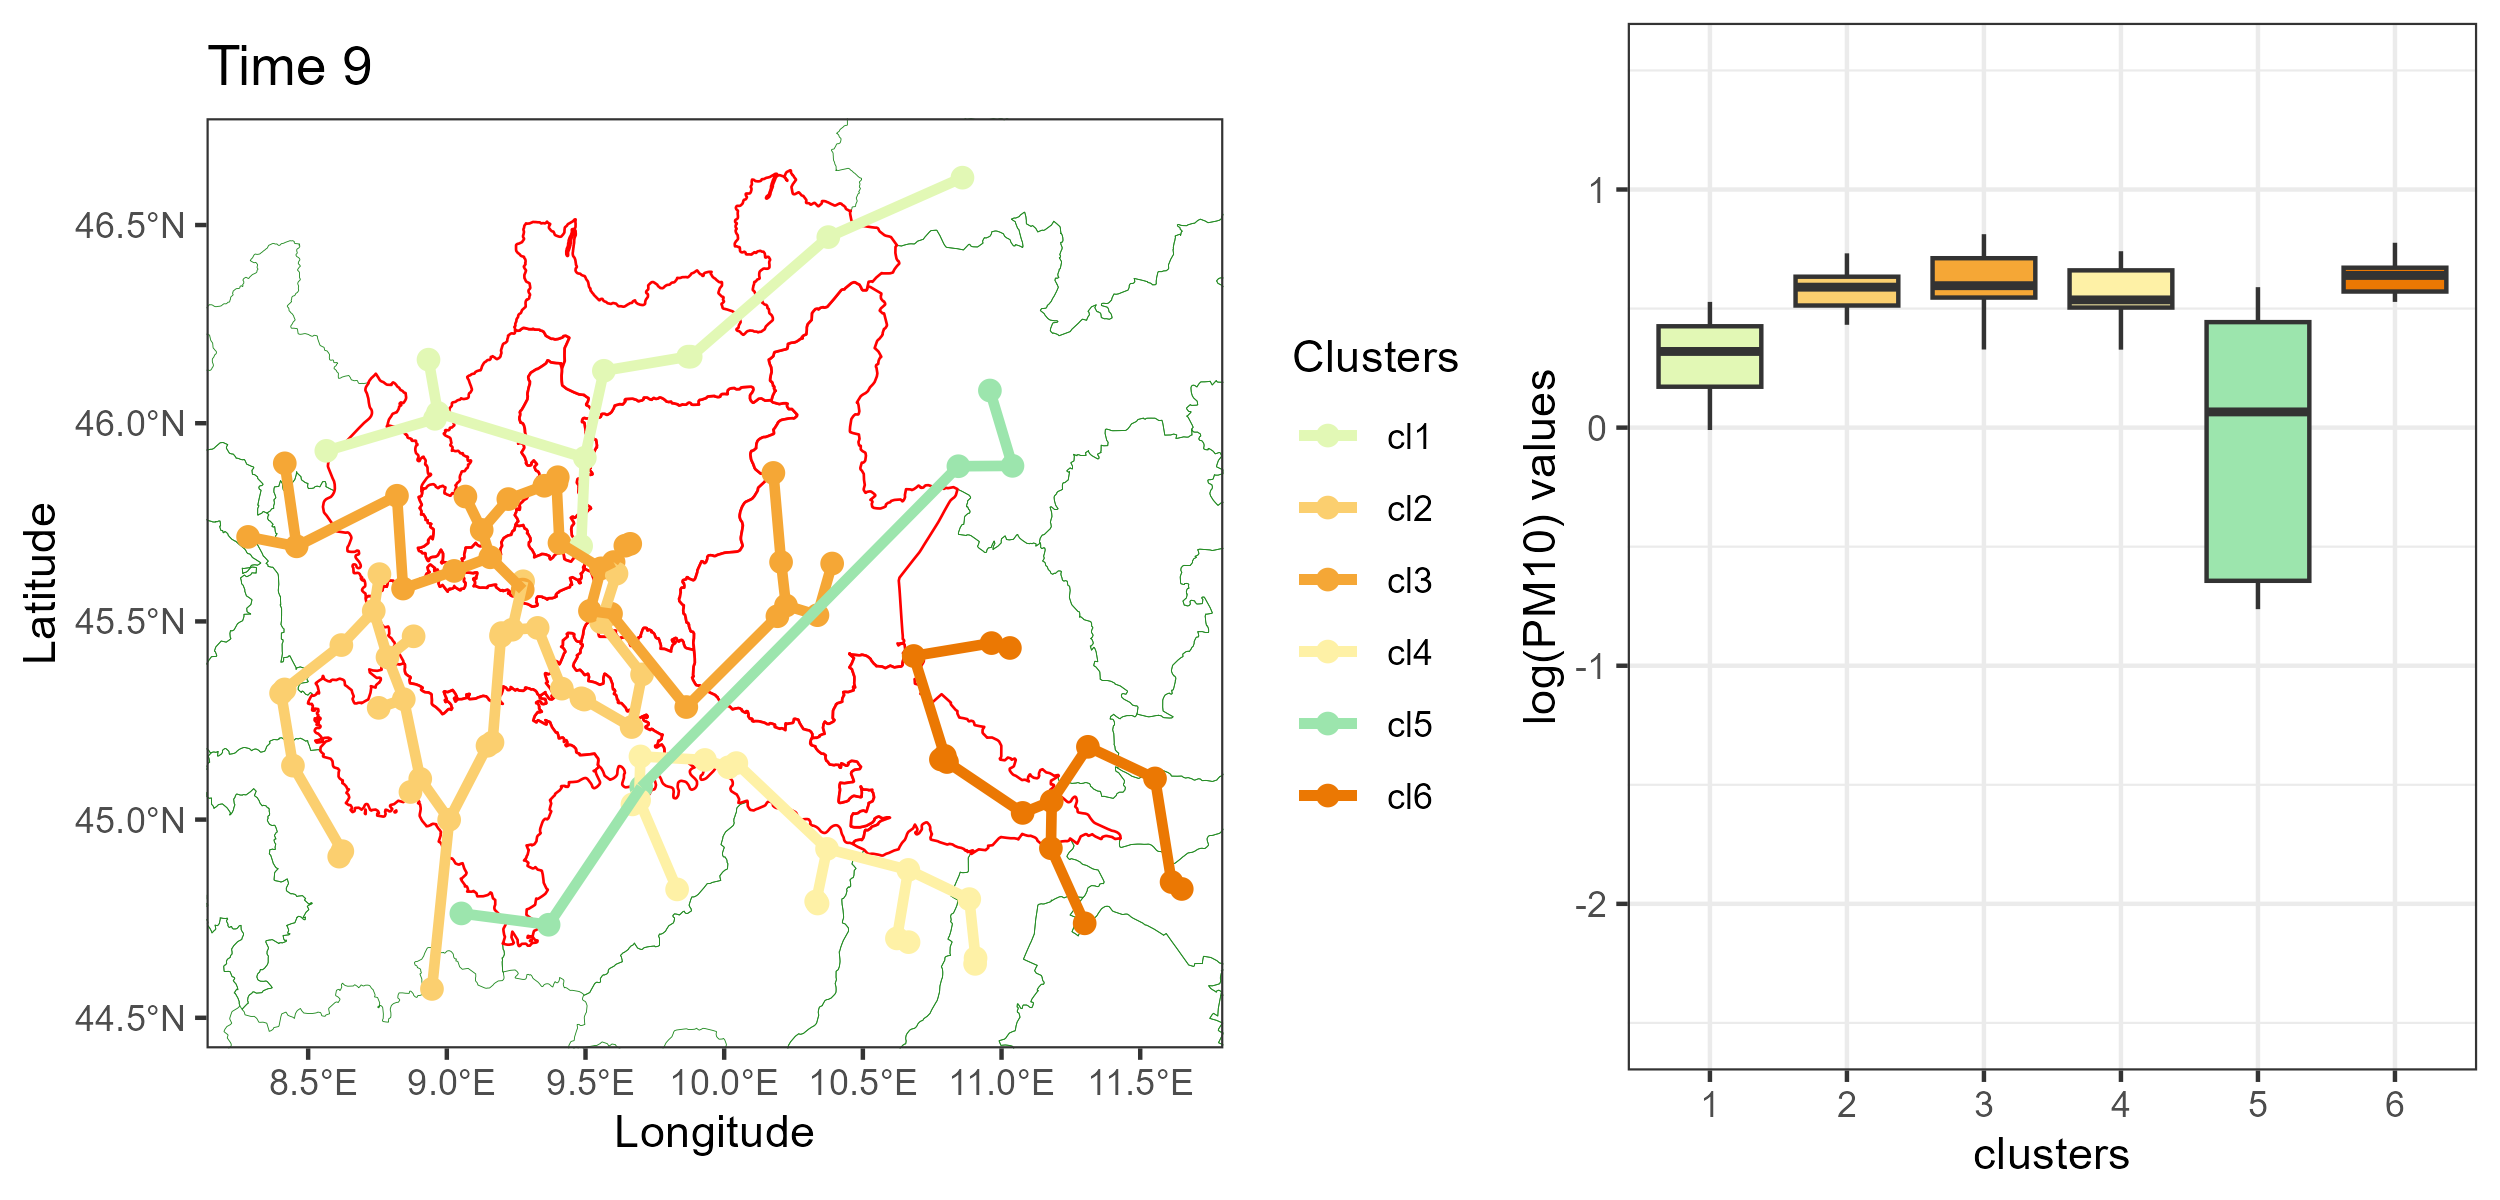 Time 9
46.5°N
46.0°N
45.5°N
45.0°N
44.5°N
Latitude
8.5°E 9.0°E 9.5°E 10.0°E 10.5°E 11.0°E 11.5°E
Longitude
Clusters
cl1
cl2
cl3
cl4
cl5
cl6
log(PM10) values
1
0
-1
-2
1 2 3 4 5 6
clusters